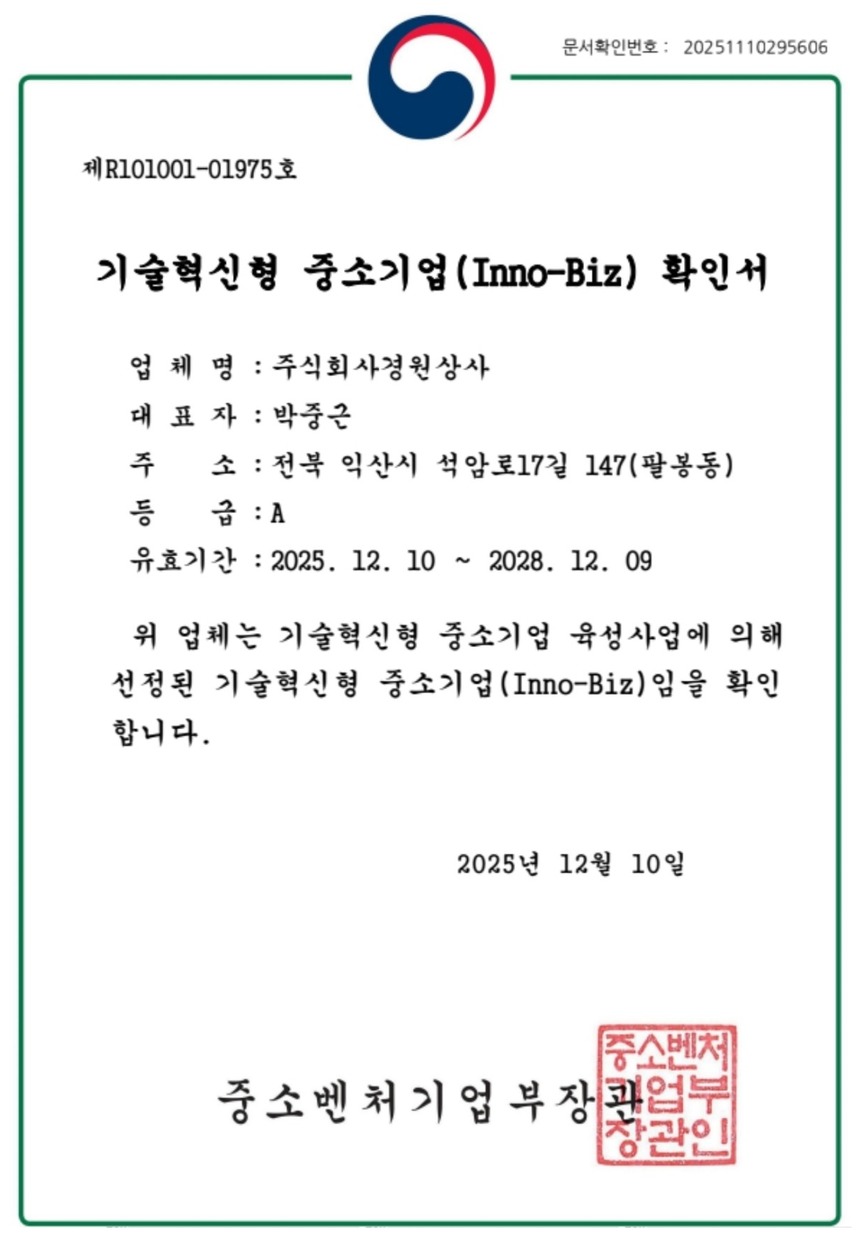 문서확인번호 : 20251110295606
제R101001-01975호
기술혁신형 중소기업(Inno-Biz) 확인서
업 체 명 : 주식회사경원상사
대 표 자 : 박중근
주 소 : 전북 익산시 석암로17길 147(팔봉동)
등 급 : A
유효기간 : 2025. 12. 10 ~ 2028. 12. 09
위 업체는 기술혁신형 중소기업 육성사업에 의해
선정된 기술혁신형 중소기업(Inno-Biz)임을 확인
합니다.
2025년 12월 10일
중소벤처기업부장관
중소벤처
기업부
장관인